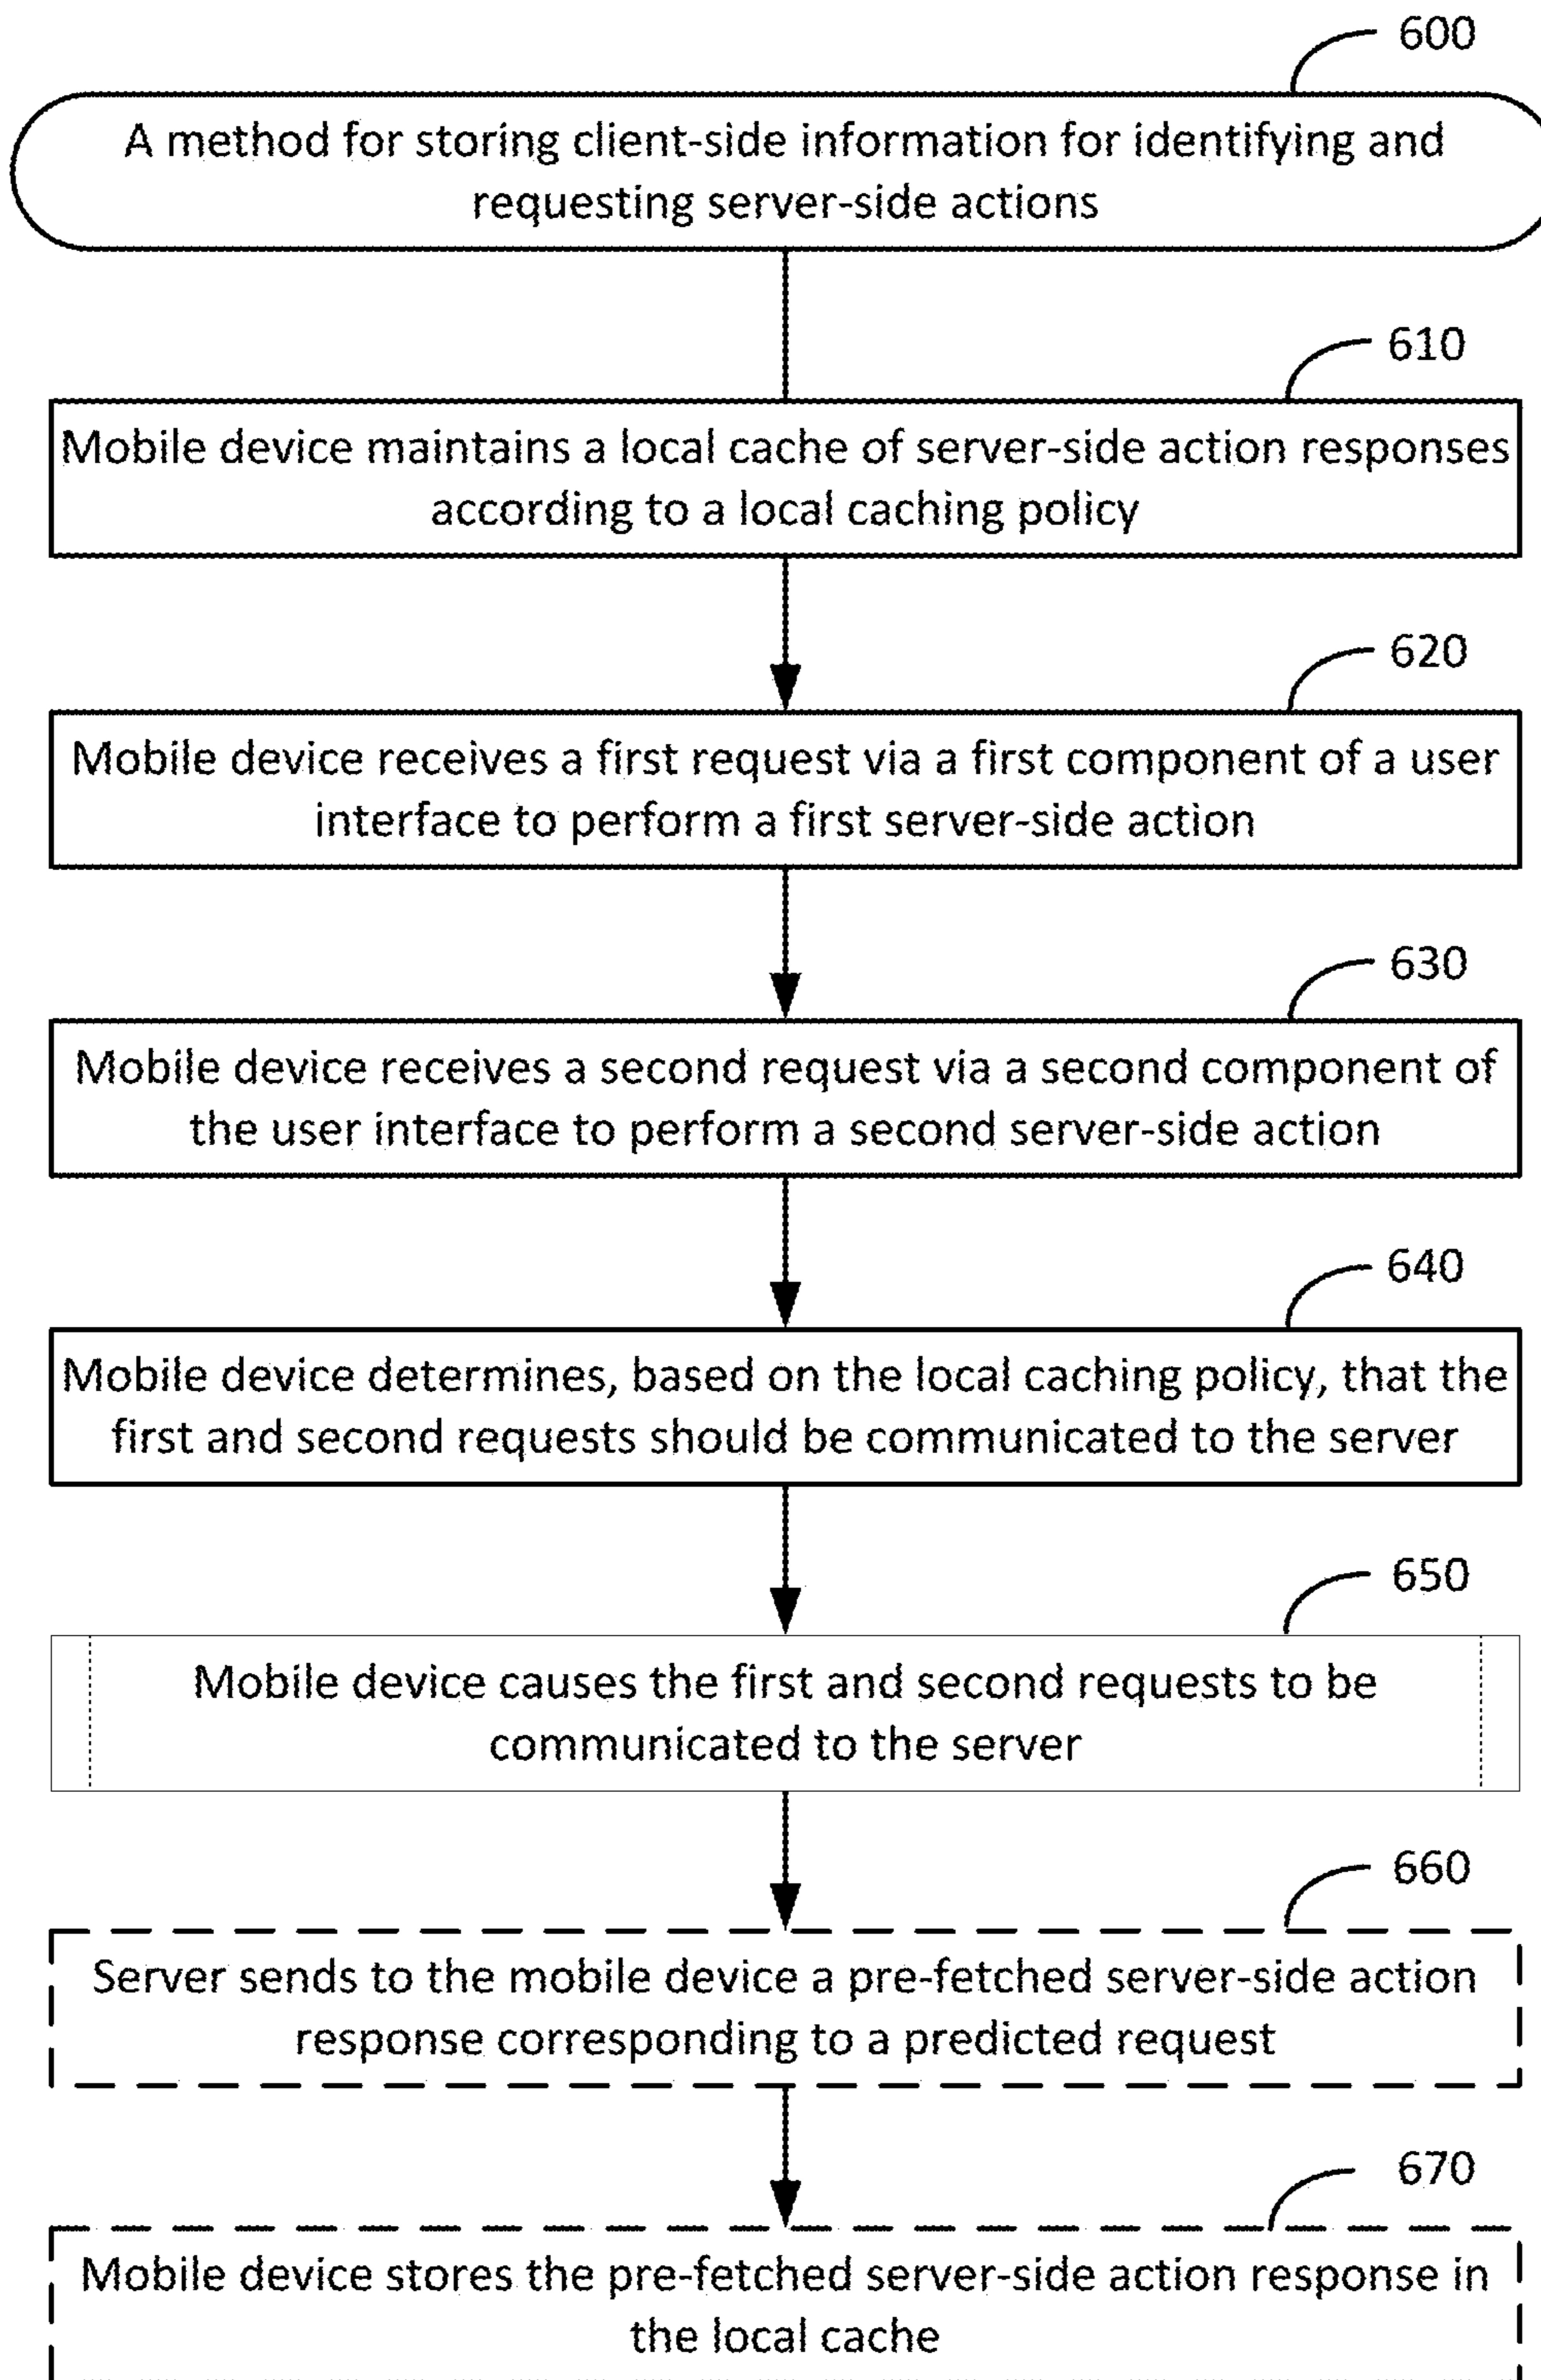 600
A method for storing client-side information for identifying and
requesting server-side actions
610
Mobile device maintains a local cache of server-side action responses
according to a local caching policy
620
Mobile device receives a first request via a first component of a user
interface to perform a first server-side action
630
Mobile device receives a second request via a second component of
the user interface to perform a second server-side action
640
Mobile device determines, based on the local caching policy, that the
first and second requests should be communicated to the server
650
Mobile device causes the first and second requests to be
communicated to the server
660
Server sends to the mobile device a pre-fetched server-side action
response corresponding to a predicted request
670
Mobile device stores the pre-fetched server-side action response in
the local cache